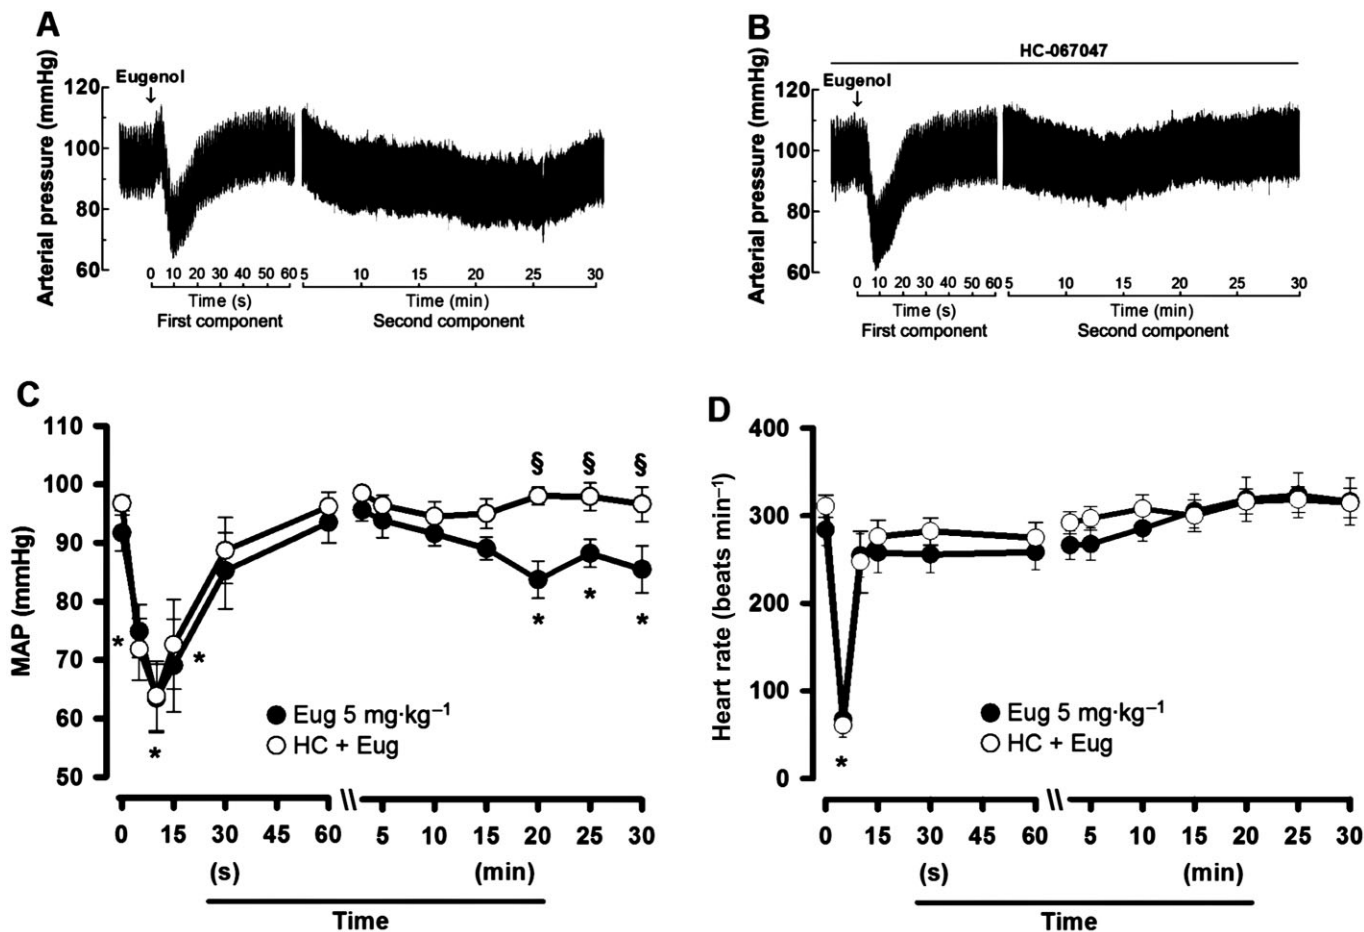 A
Arterial pressure (mmHg)
Eugenol
120
100
80
60
0 10 20 30 40 50 60 5 10 15 20 25 30
Time (s) Time (min)
First component Second component
B
HC-067047
Arterial pressure (mmHg)
Eugenol
120
100
80
60
0 10 20 30 40 50 60 5 10 15 20 25 30
Time (s) Time (min)
First component Second component
C
MAP (mmHg)
110
100
90
80
70
60
50
§ § §
* * *
* *
*
Eug 5 mg·kg⁻¹
HC + Eug
0 15 30 45 60 5 10 15 20 25 30
(s) (min)
Time
D
Heart rate (beats min⁻¹)
400
300
200
100
0
*
Eug 5 mg·kg⁻¹
HC + Eug
0 15 30 45 60 5 10 15 20 25 30
(s) (min)
Time